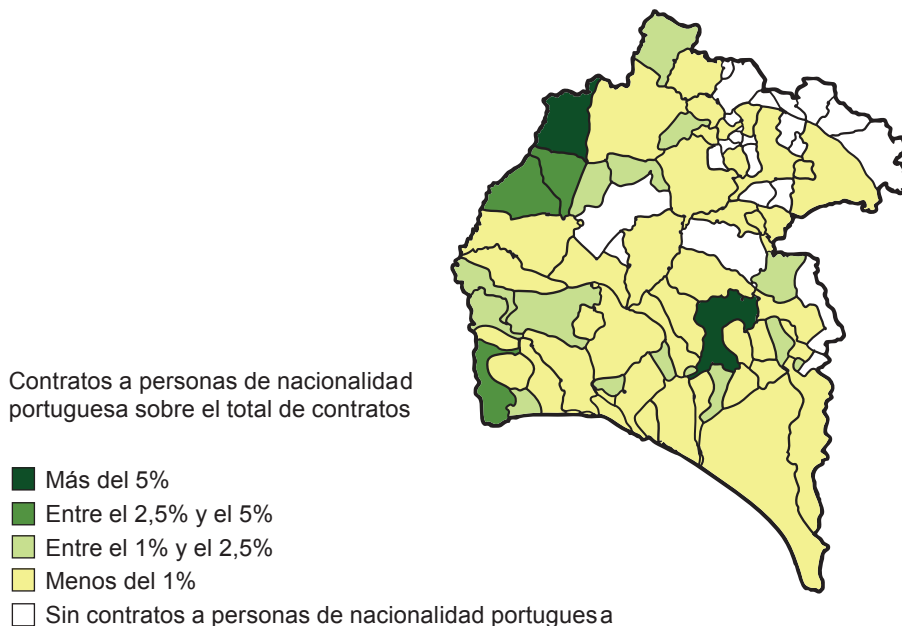 Contratos a personas de nacionalidad
portuguesa sobre el total de contratos
Más del 5%
Entre el 2,5% y el 5%
Entre el 1% y el 2,5%
Menos del 1%
Sin contratos a personas de nacionalidad portuguesa